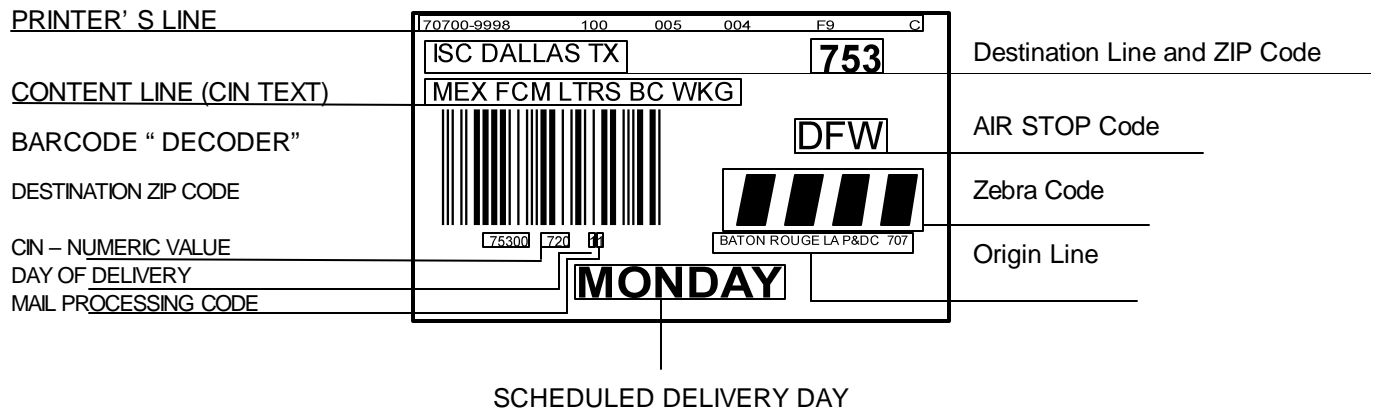 PRINTER' S LINE
70700-9998 100 005 004 F9 C
ISC DALLAS TX 753
Destination Line and ZIP Code
CONTENT LINE (CIN TEXT)
MEX FCM LTRS BC WKG
BARCODE “ DECODER”
DFW
AIR STOP Code
DESTINATION ZIP CODE
Zebra Code
CIN – NUMERIC VALUE
75300 720 11
BATON ROUGE LA P&DC 707
Origin Line
DAY OF DELIVERY
MONDAY
MAIL PROCESSING CODE
SCHEDULED DELIVERY DAY